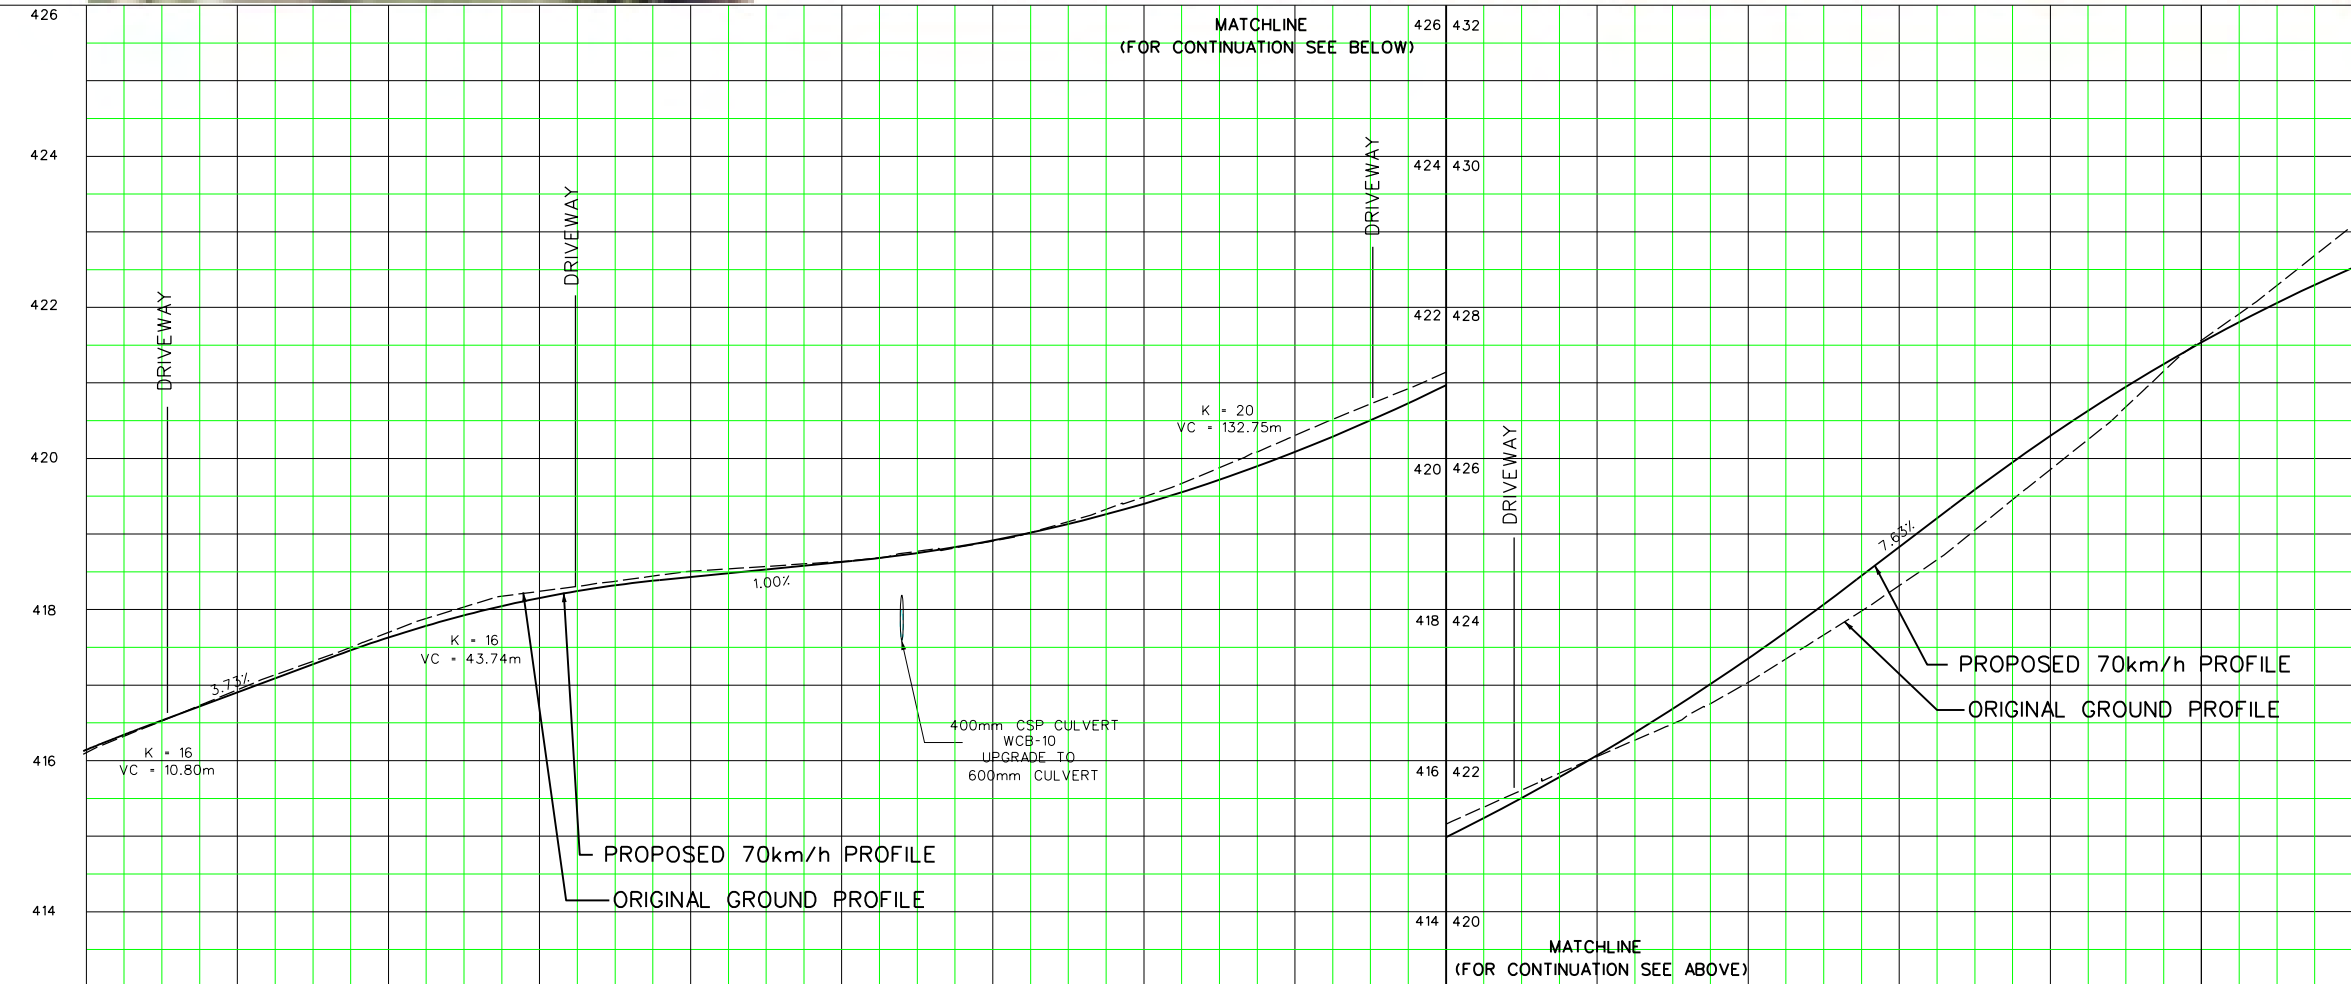 426
424
422
420
418
416
414
MATCHLINE
(FOR CONTINUATION SEE BELOW)
DRIVEWAY
DRIVEWAY
DRIVEWAY
3.73%
K = 16
VC = 10.80m
K = 16
VC = 43.74m
1.00%
K = 20
VC = 132.75m
400mm CSP CULVERT
WCB-10
UPGRADE TO
600mm CULVERT
PROPOSED 70km/h PROFILE
ORIGINAL GROUND PROFILE
426 432
424 430
422 428
420 426
418 424
416 422
414 420
DRIVEWAY
7.63%
PROPOSED 70km/h PROFILE
ORIGINAL GROUND PROFILE
MATCHLINE
(FOR CONTINUATION SEE ABOVE)